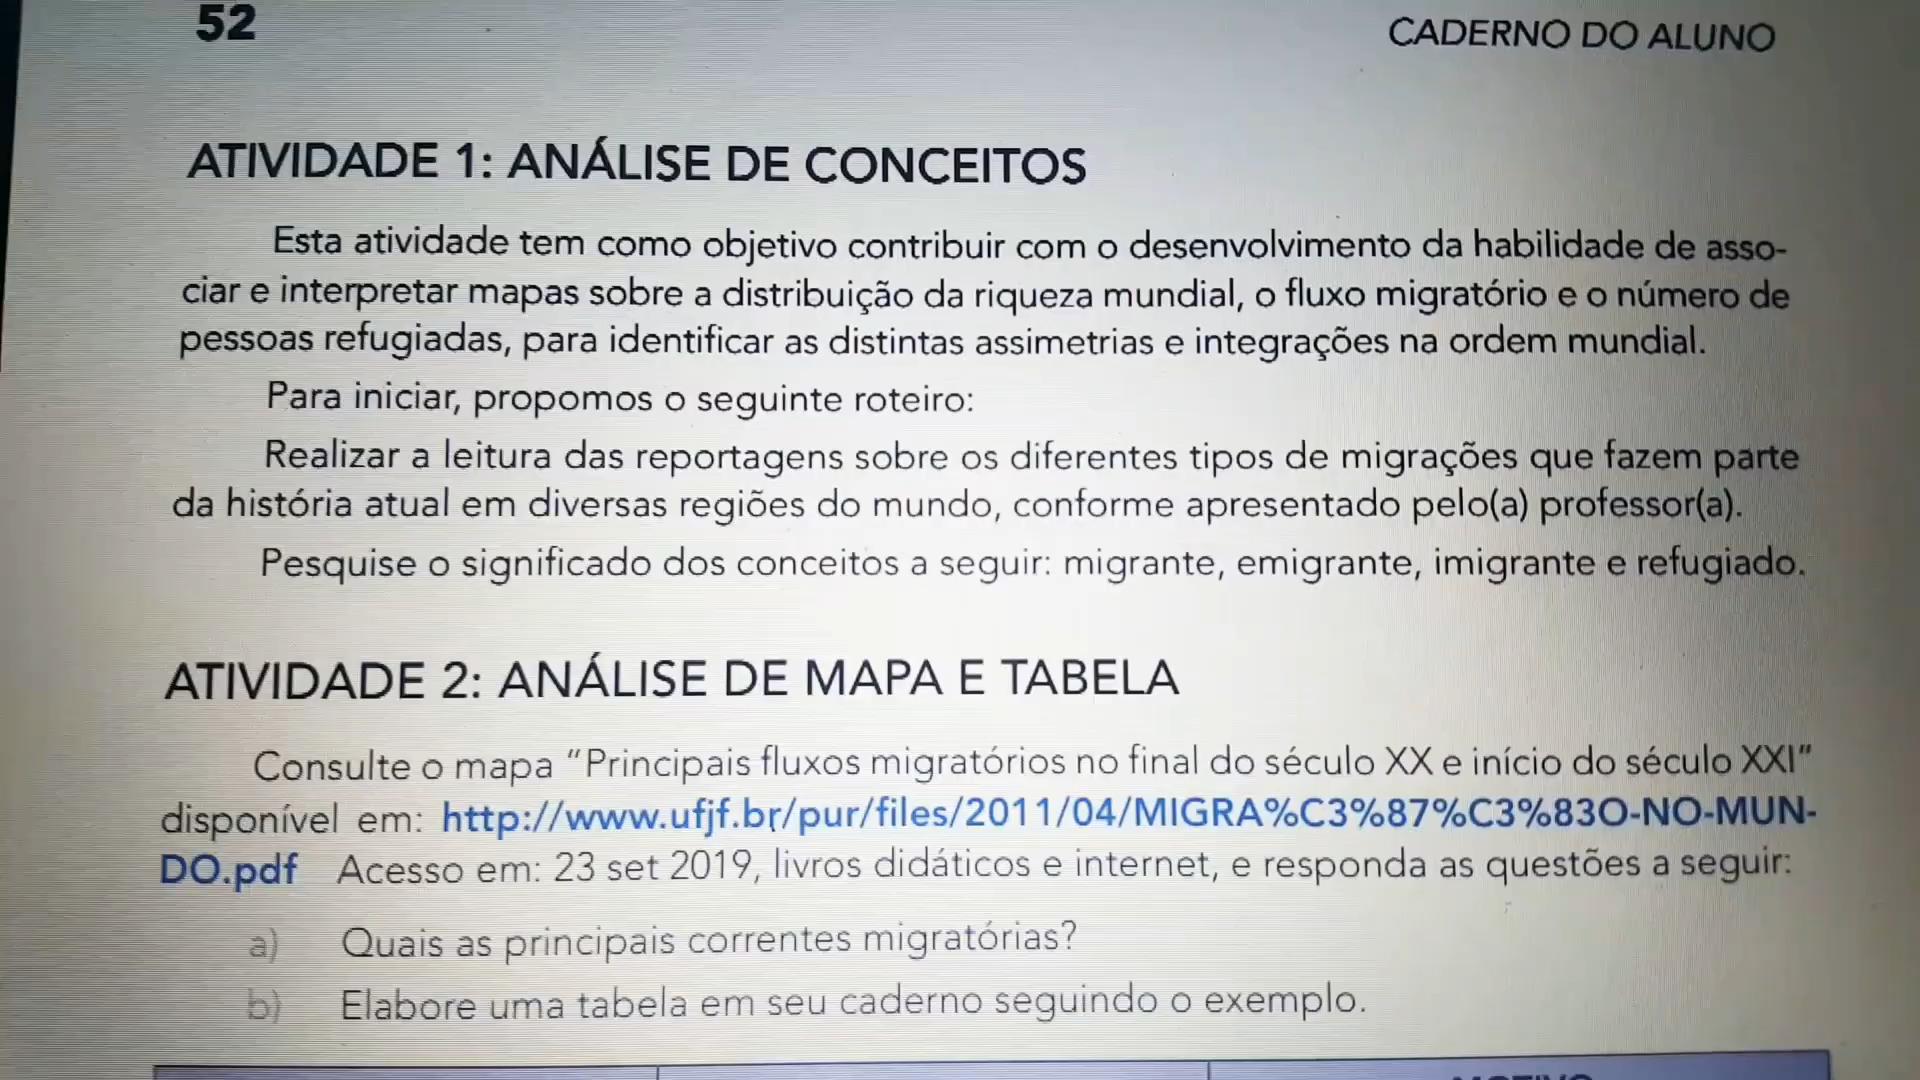 52
CADERNO DO ALUNO
ATIVIDADE 1: ANÁLISE DE CONCEITOS
Esta atividade tem como objetivo contribuir com o desenvolvimento da habilidade de asso-
ciar e interpretar mapas sobre a distribuição da riqueza mundial, o fluxo migratório e o número de
pessoas refugiadas, para identificar as distintas assimetrias e integrações na ordem mundial.
Para iniciar, propomos o seguinte roteiro:
Realizar a leitura das reportagens sobre os diferentes tipos de migrações que fazem parte
da história atual em diversas regiões do mundo, conforme apresentado pelo(a) professor(a).
Pesquise o significado dos conceitos a seguir: migrante, emigrante, imigrante e refugiado.
ATIVIDADE 2: ANÁLISE DE MAPA E TABELA
Consulte o mapa “Principais fluxos migratórios no final do século XX e início do século XXI”
disponível em: http://www.ufjf.br/pur/files/2011/04/MIGRA%C3%87%C3%83O-NO-MUN-
DO.pdf Acesso em: 23 set 2019, livros didáticos e internet, e responda as questões a seguir:
a) Quais as principais correntes migratórias?
b) Elabore uma tabela em seu caderno seguindo o exemplo.